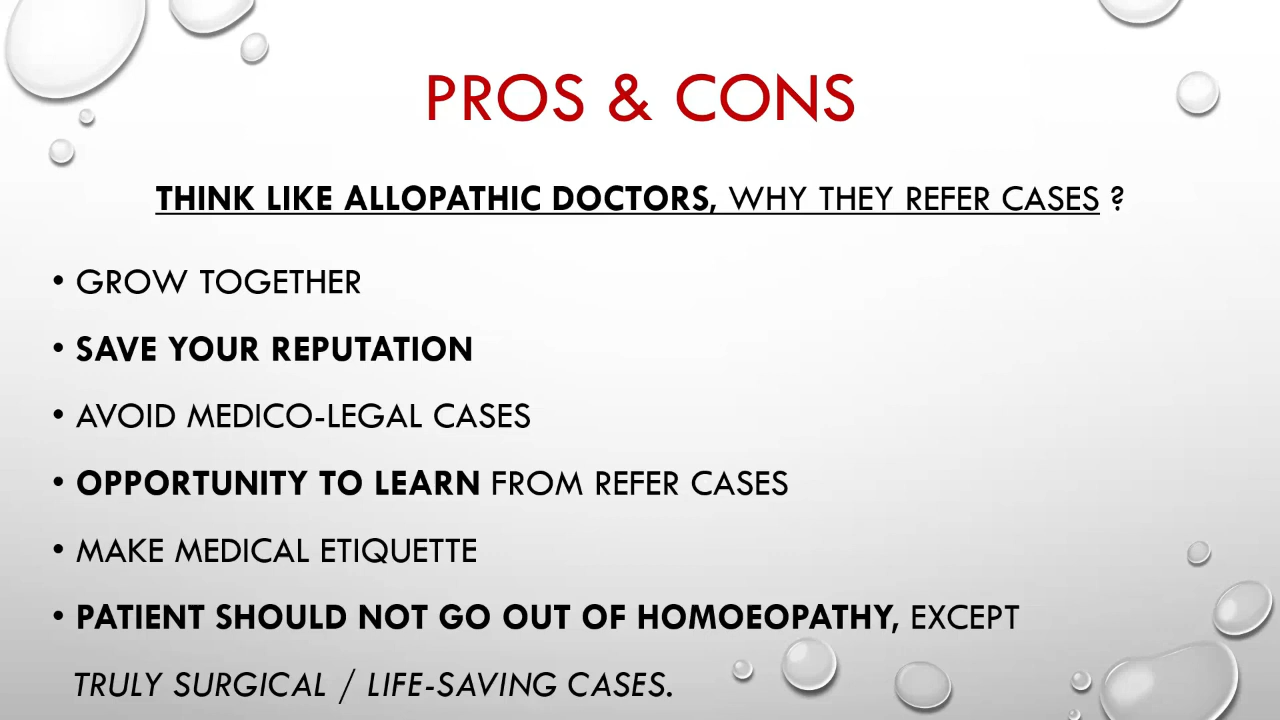 PROS & CONS
THINK LIKE ALLOPATHIC DOCTORS, WHY THEY REFER CASES ?
• GROW TOGETHER
• SAVE YOUR REPUTATION
• AVOID MEDICO-LEGAL CASES
• OPPORTUNITY TO LEARN FROM REFER CASES
• MAKE MEDICAL ETIQUETTE
• PATIENT SHOULD NOT GO OUT OF HOMOEOPATHY, EXCEPT
TRULY SURGICAL / LIFE-SAVING CASES.